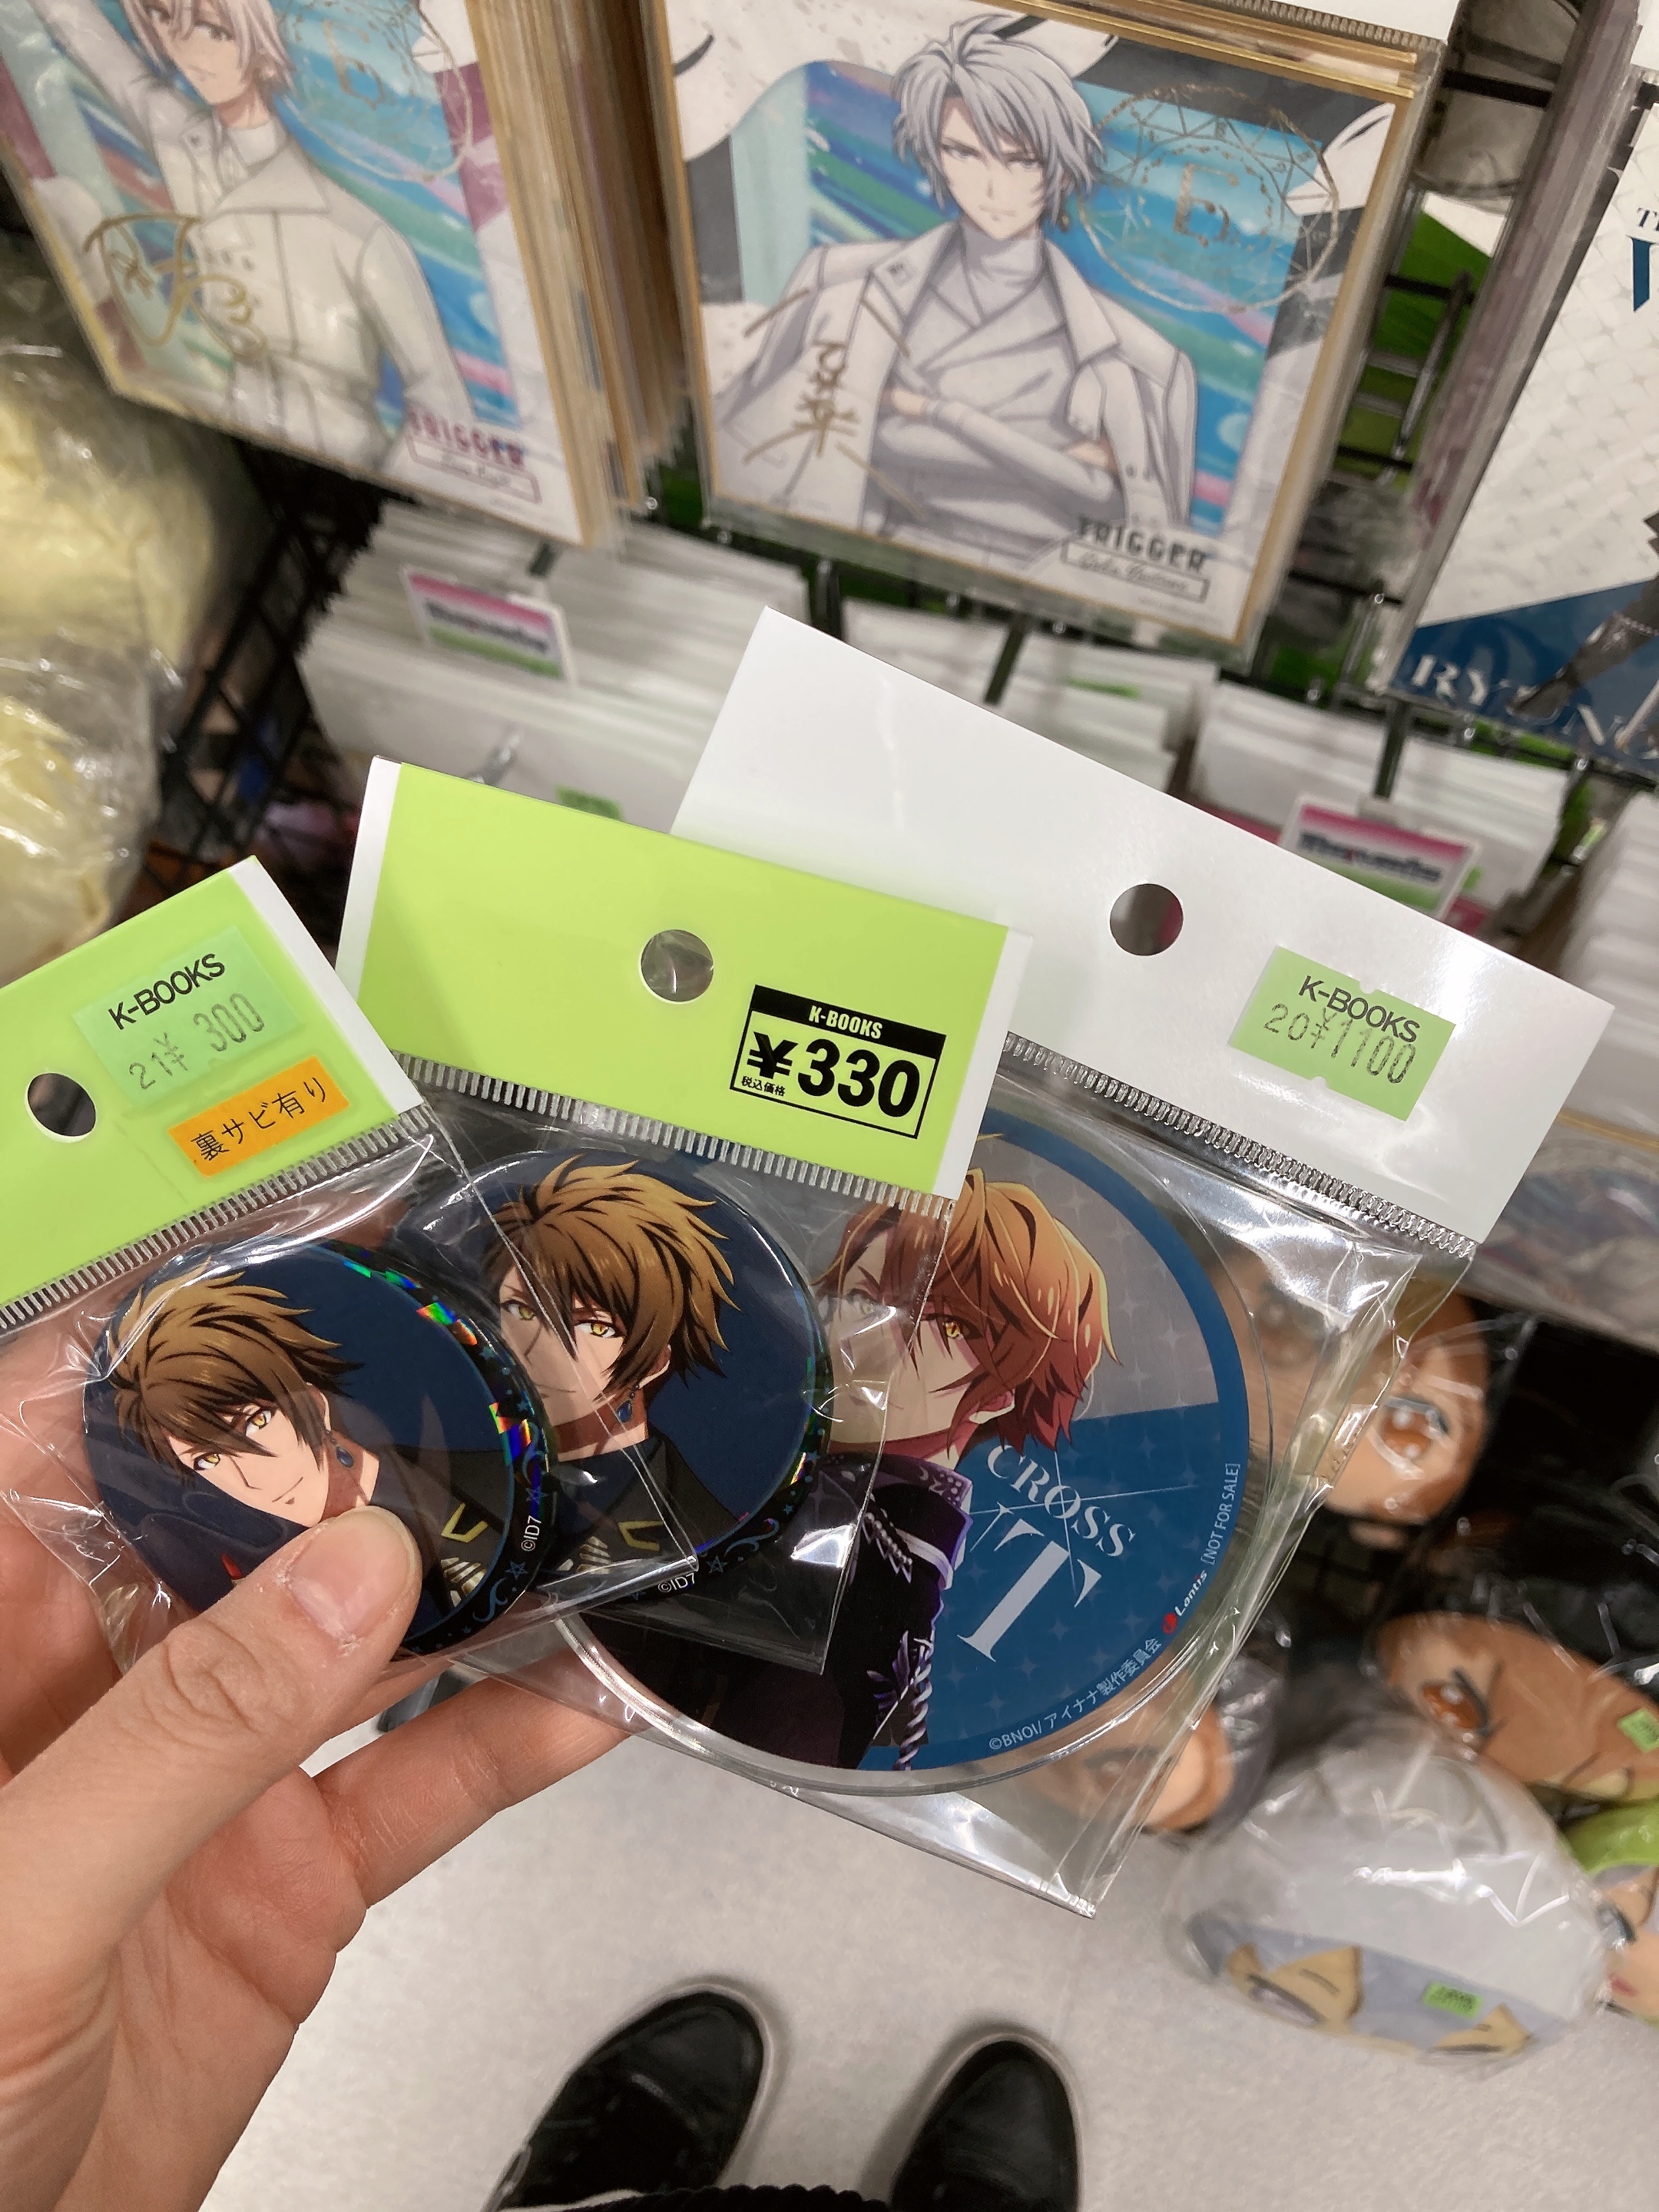 TRIGGER
TRIGGER
RYUNO
K-BOOKS
21¥ 300
裏サビ有り
K-BOOKS
¥330
税込価格
K-BOOKS
20¥1100
©ID7
©ID7
CROSS
T
Lantis [NOT FOR SALE]
©BNOI/アイナナ製作委員会